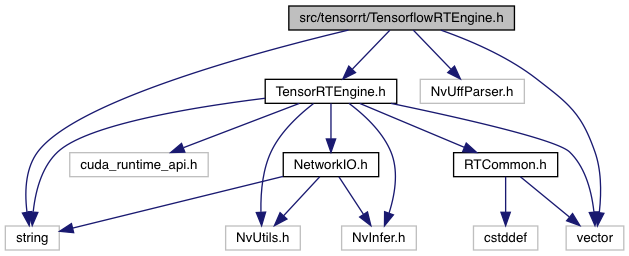 src/tensorrt/TensorflowRTEngine.h
TensorRTEngine.h
NvUffParser.h
cuda_runtime_api.h
NetworkIO.h
RTCommon.h
string
NvUtils.h
NvInfer.h
cstddef
vector